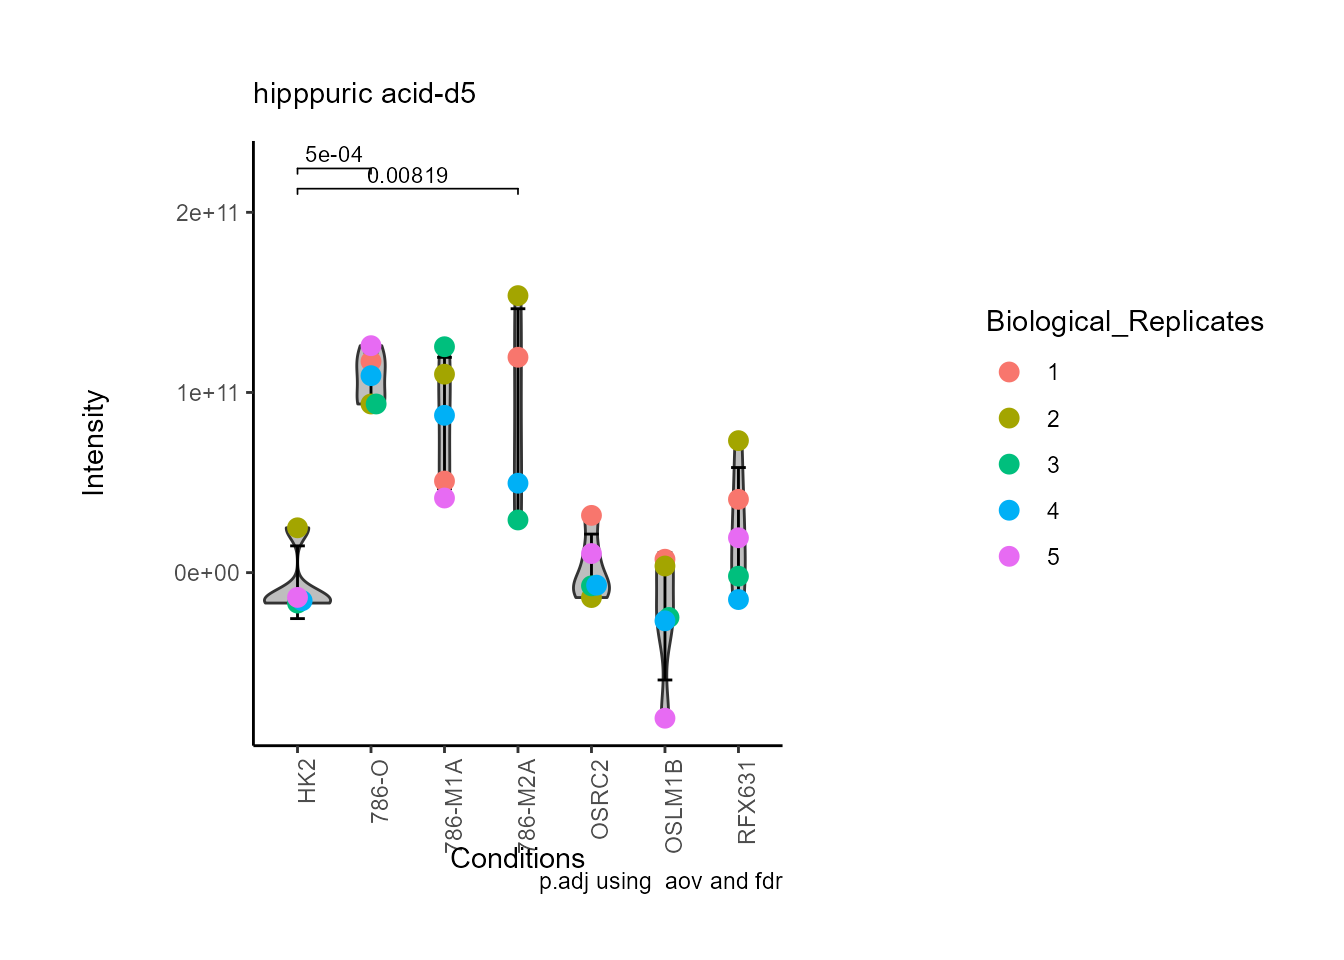 hipppuric acid-d5
5e-04
0.00819
2e+11
1e+11
0e+00
Intensity
HK2
786-O
786-M1A
786-M2A
OSRC2
OSLM1B
RFX631
Conditions
p.adj using  aov and fdr
Biological_Replicates
1
2
3
4
5